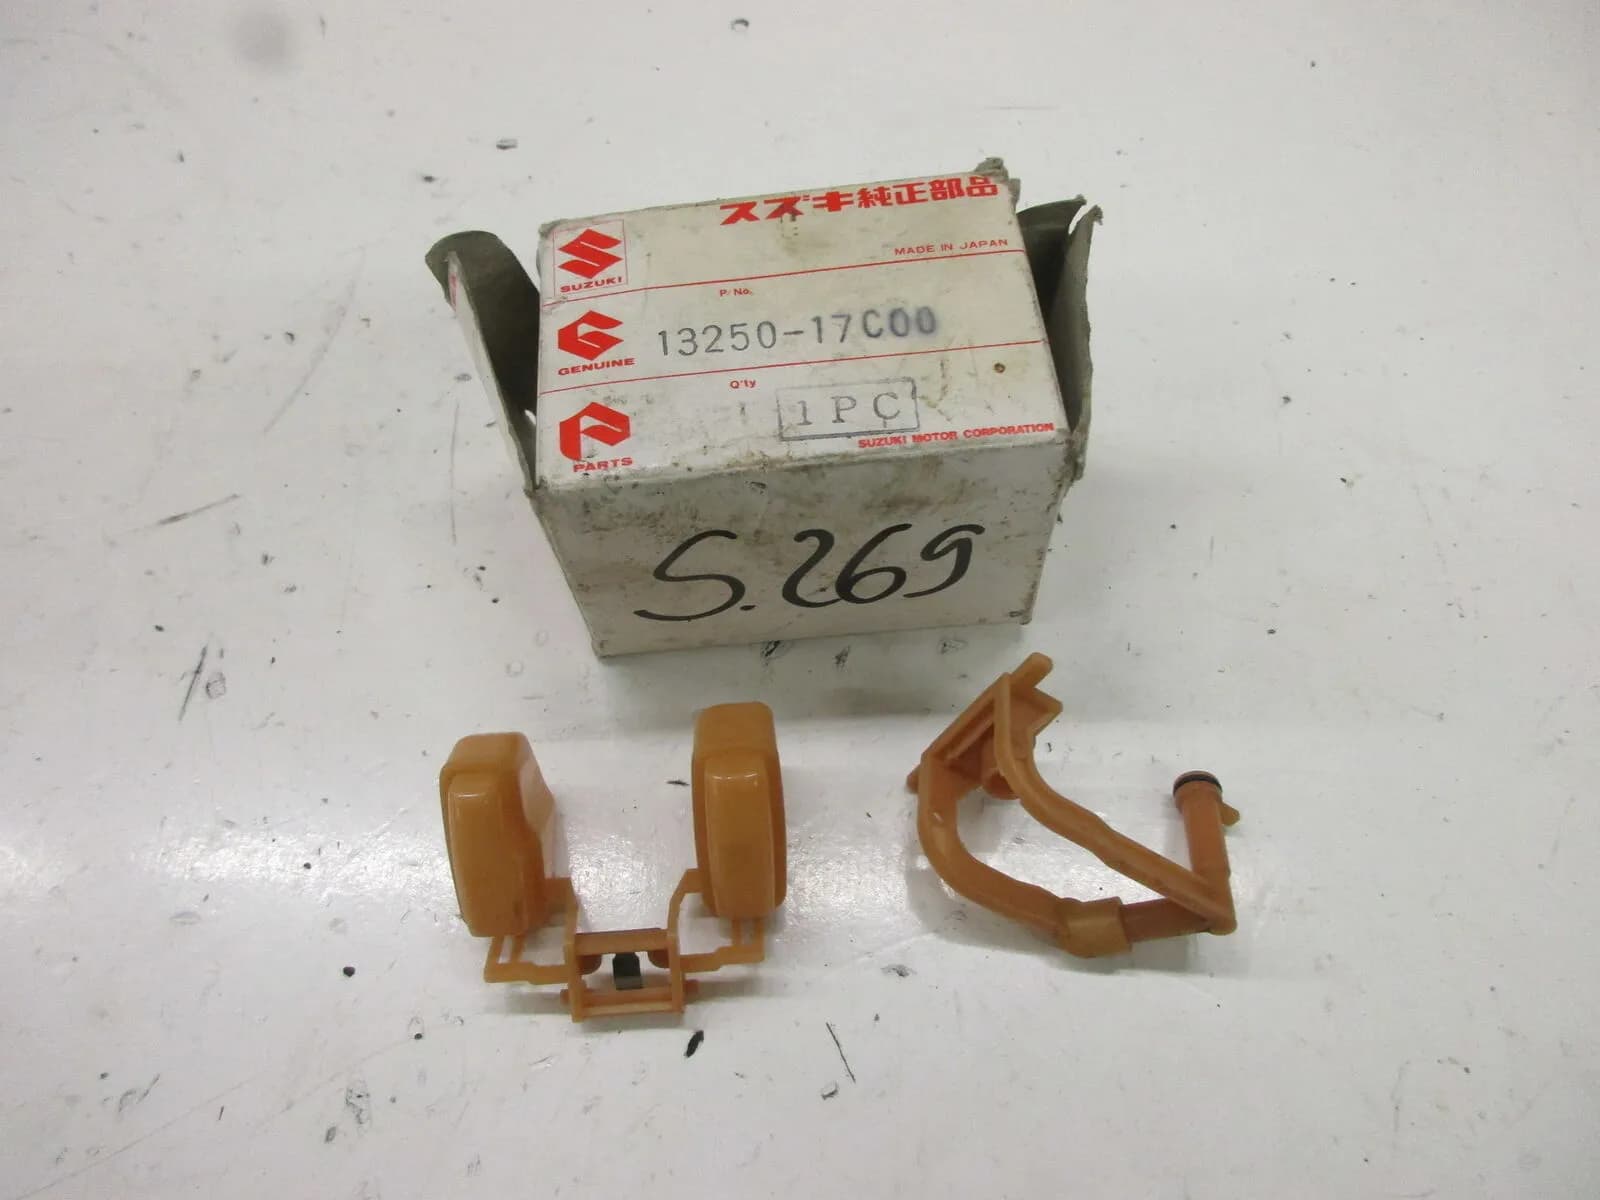 スズキ純正部品
SUZUKI
MADE IN JAPAN
P. No.
GENUINE
13250-17C00
Q'ty
1PC
PARTS
SUZUKI MOTOR CORPORATION
S.269